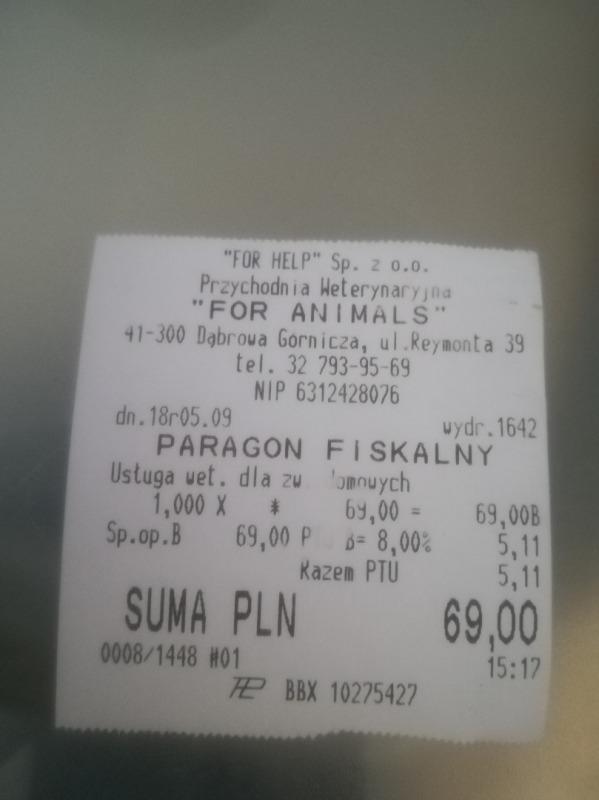 "FOR HELP" Sp. z o.o.
Przychodnia Weterynaryjna
"FOR ANIMALS"
41-300 Dąbrowa Górnicza, ul.Reymonta 39
tel. 32 793-95-69
NIP 6312428076
dn.18r05.09 wydr.1642
PARAGON FISKALNY
Usługa wet. dla zw
1,000 X * 69,00 = 69,00B
Sp.op.B 69,00 B= 8,00% 5,11
Razem PTU 5,11
SUMA PLN 69,00
0008/1448 #01 15:17
BBX 10275427